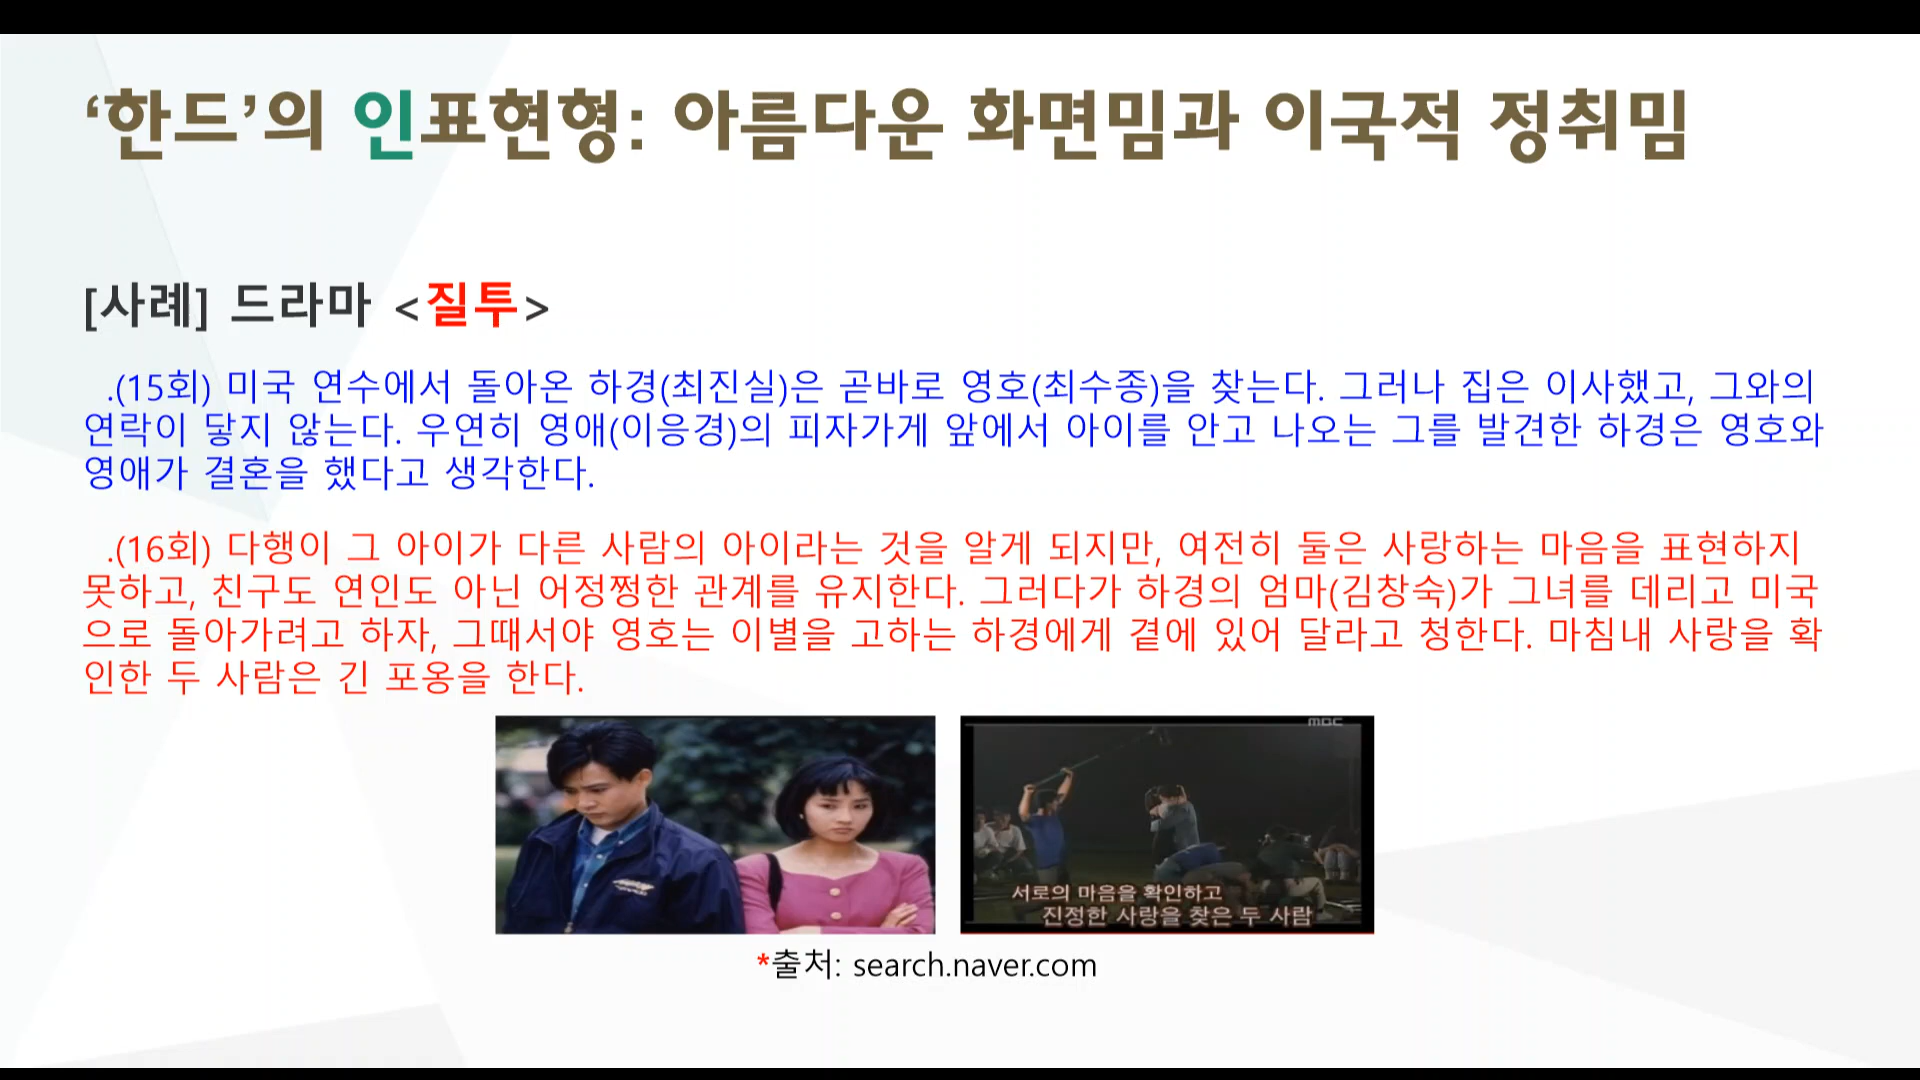 ‘한드’의 인표현형: 아름다운 화면밈과 이국적 정취밈
[사례] 드라마 <질투>
.(15회) 미국 연수에서 돌아온 하경(최진실)은 곧바로 영호(최수종)을 찾는다. 그러나 집은 이사했고, 그와의
연락이 닿지 않는다. 우연히 영애(이응경)의 피자가게 앞에서 아이를 안고 나오는 그를 발견한 하경은 영호와
영애가 결혼을 했다고 생각한다.
.(16회) 다행이 그 아이가 다른 사람의 아이라는 것을 알게 되지만, 여전히 둘은 사랑하는 마음을 표현하지
못하고, 친구도 연인도 아닌 어정쩡한 관계를 유지한다. 그러다가 하경의 엄마(김창숙)가 그녀를 데리고 미국
으로 돌아가려고 하자, 그때서야 영호는 이별을 고하는 하경에게 곁에 있어 달라고 청한다. 마침내 사랑을 확
인한 두 사람은 긴 포옹을 한다.
MBC
서로의 마음을 확인하고
진정한 사랑을 찾은 두 사람
*출처: search.naver.com